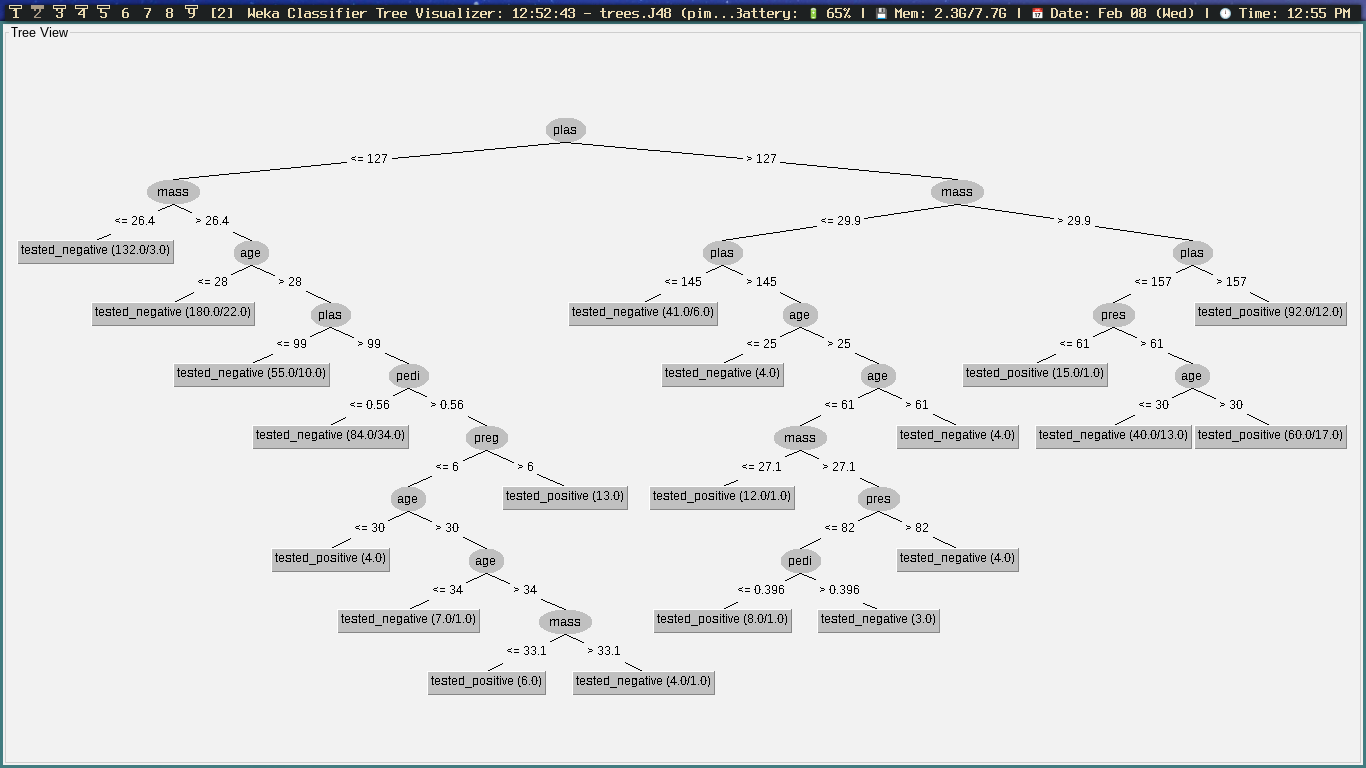 1 2 3 4 5 6 7 8 9 [2] Weka Classifier Tree Visualizer: 12:52:43 – trees.J48 (pim...Battery: 65% | Mem: 2.3G/7.7G | Date: Feb 08 (Wed) | Time: 12:55 PM
Tree View
plas
<= 127 > 127
mass mass
<= 26.4 > 26.4 <= 29.9 > 29.9
tested_negative (132.0/3.0) age plas plas
<= 28 > 28 <= 145 > 145 <= 157 > 157
tested_negative (180.0/22.0) plas tested_negative (41.0/6.0) age pres tested_positive (92.0/12.0)
<= 99 > 99 <= 25 > 25 <= 61 > 61
tested_negative (55.0/10.0) pedi tested_negative (4.0) age tested_positive (15.0/1.0) age
<= 0.56 > 0.56 <= 61 > 61 <= 30 > 30
tested_negative (84.0/34.0) preg mass tested_negative (4.0) tested_negative (40.0/13.0) tested_positive (60.0/17.0)
<= 6 > 6 <= 27.1 > 27.1
age tested_positive (13.0) tested_positive (12.0/1.0) pres
<= 30 > 30 <= 82 > 82
tested_positive (4.0) age pedi tested_negative (4.0)
<= 34 > 34 <= 0.396 > 0.396
tested_negative (7.0/1.0) mass tested_positive (8.0/1.0) tested_negative (3.0)
<= 33.1 > 33.1
tested_positive (6.0) tested_negative (4.0/1.0)